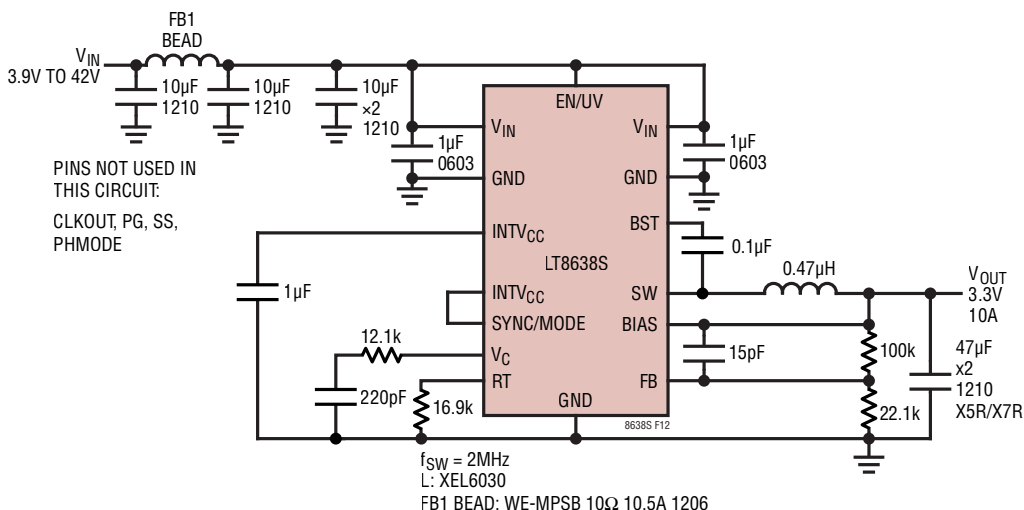 FB1
BEAD
VIN
3.9V TO 42V
10µF
1210
10µF
1210
10µF
×2
1210
EN/UV
VIN
VIN
1µF
0603
1µF
0603
GND
GND
PINS NOT USED IN
THIS CIRCUIT:
CLKOUT, PG, SS,
PHMODE
BST
0.1µF
INTVCC
LT8638S
1µF
INTVCC
SW
0.47µH
VOUT
3.3V
10A
SYNC/MODE
BIAS
12.1k
VC
15pF
100k
47µF
x2
1210
X5R/X7R
220pF
RT
16.9k
FB
22.1k
GND
8638S F12
fSW = 2MHz
L: XEL6030
FB1 BEAD: WE-MPSB 10Ω 10.5A 1206